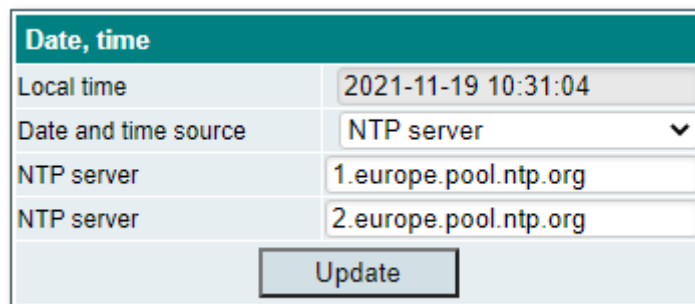 Date, time
Local time 2021-11-19 10:31:04
Date and time source NTP server
NTP server 1.europe.pool.ntp.org
NTP server 2.europe.pool.ntp.org
Update